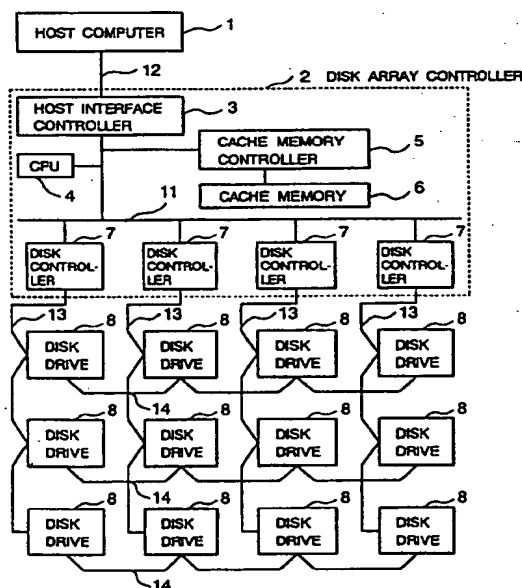 HOST COMPUTER
1
12
2 DISK ARRAY CONTROLLER
HOST INTERFACE
CONTROLLER
3
CPU
4
CACHE MEMORY
CONTROLLER
5
CACHE MEMORY
6
11
7
7
7
7
DISK
CONTROL-
LER
DISK
CONTROL-
LER
DISK
CONTROL-
LER
DISK
CONTROL-
LER
13
8
13
8
13
8
13
8
DISK
DRIVE
DISK
DRIVE
DISK
DRIVE
DISK
DRIVE
14
8
8
8
8
DISK
DRIVE
DISK
DRIVE
DISK
DRIVE
DISK
DRIVE
14
8
8
8
8
DISK
DRIVE
DISK
DRIVE
DISK
DRIVE
DISK
DRIVE
14